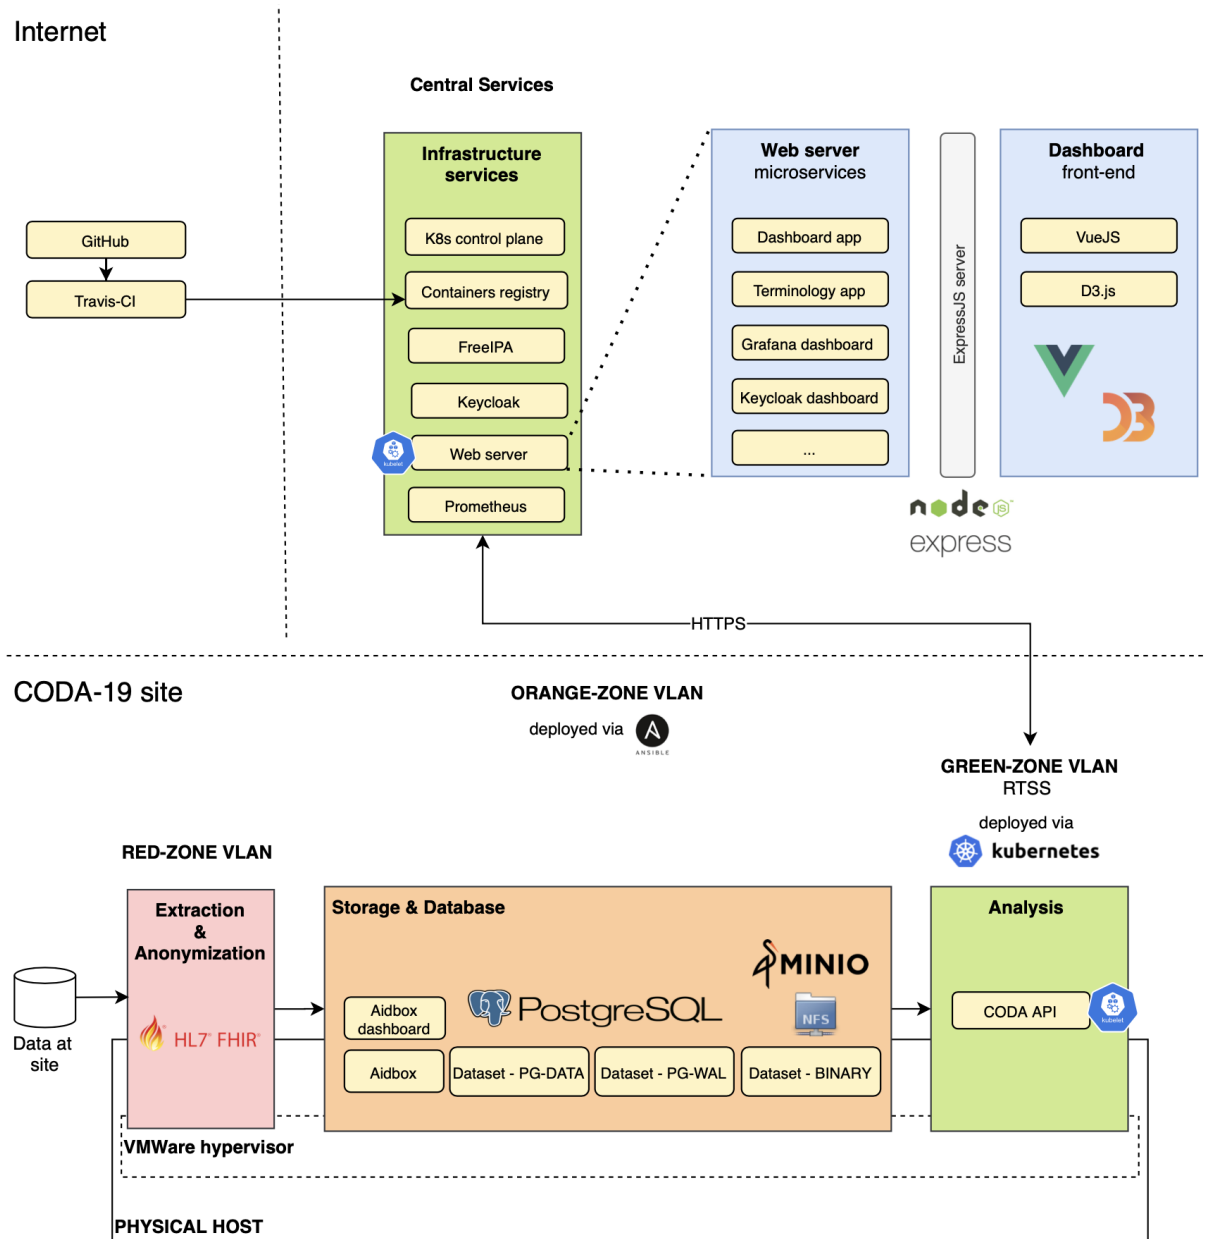 Internet
Central Services
Infrastructure
services
K8s control plane
Containers registry
FreeIPA
Keycloak
Web server
kubelet
Prometheus
GitHub
Travis-CI
Web server
microservices
Dashboard app
Terminology app
Grafana dashboard
Keycloak dashboard
...
ExpressJS server
Dashboard
front-end
VueJS
D3.js
D3
node
JS
express
HTTPS
CODA-19 site
ORANGE-ZONE VLAN
deployed via
A
ANSIBLE
GREEN-ZONE VLAN
RTSS
deployed via
kubernetes
RED-ZONE VLAN
Extraction
&
Anonymization
HL7® FHIR®
Data at
site
Storage & Database
MINIO
PostgreSQL
NFS
Aidbox
dashboard
Aidbox
Dataset - PG-DATA
Dataset - PG-WAL
Dataset - BINARY
Analysis
CODA API
kubelet
VMWare hypervisor
PHYSICAL HOST